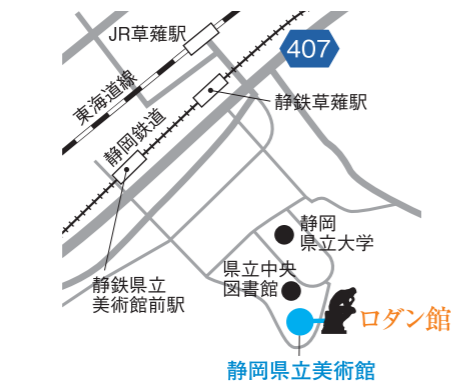 JR草薙駅
407
東海道線
静鉄草薙駅
静岡鉄道
静岡
県立大学
県立中央
図書館
静鉄県立
美術館前駅
ロダン館
静岡県立美術館